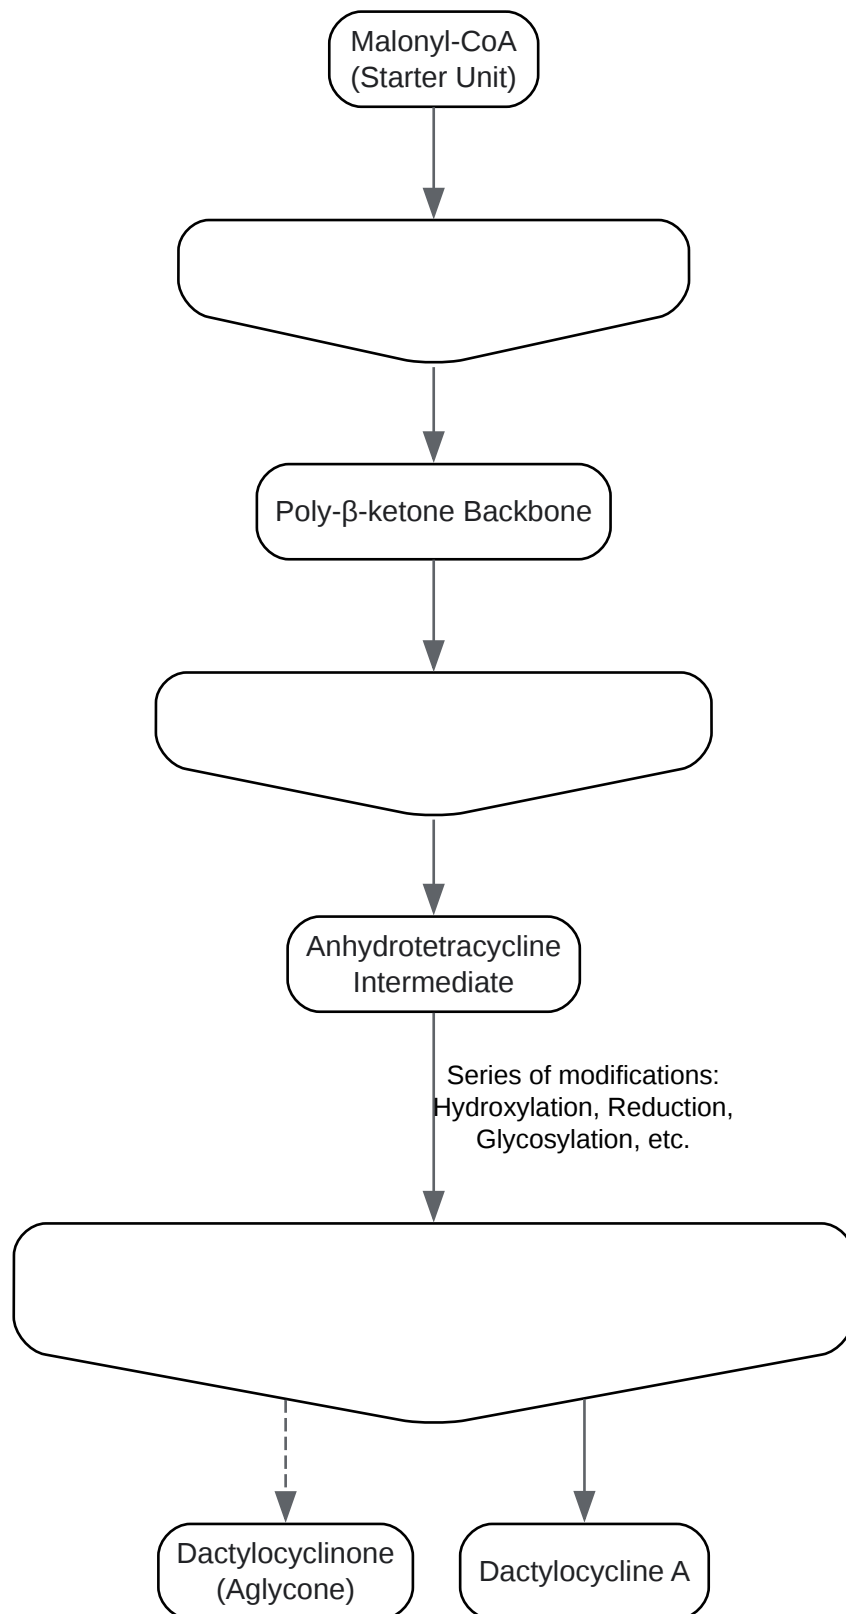 Malonyl-CoA
(Starter Unit)
Poly-β-ketone Backbone
Anhydrotetracycline
Intermediate
Series of modifications:
Hydroxylation, Reduction,
Glycosylation, etc.
Dactylocyclinone
(Aglycone)
Dactylocycline A